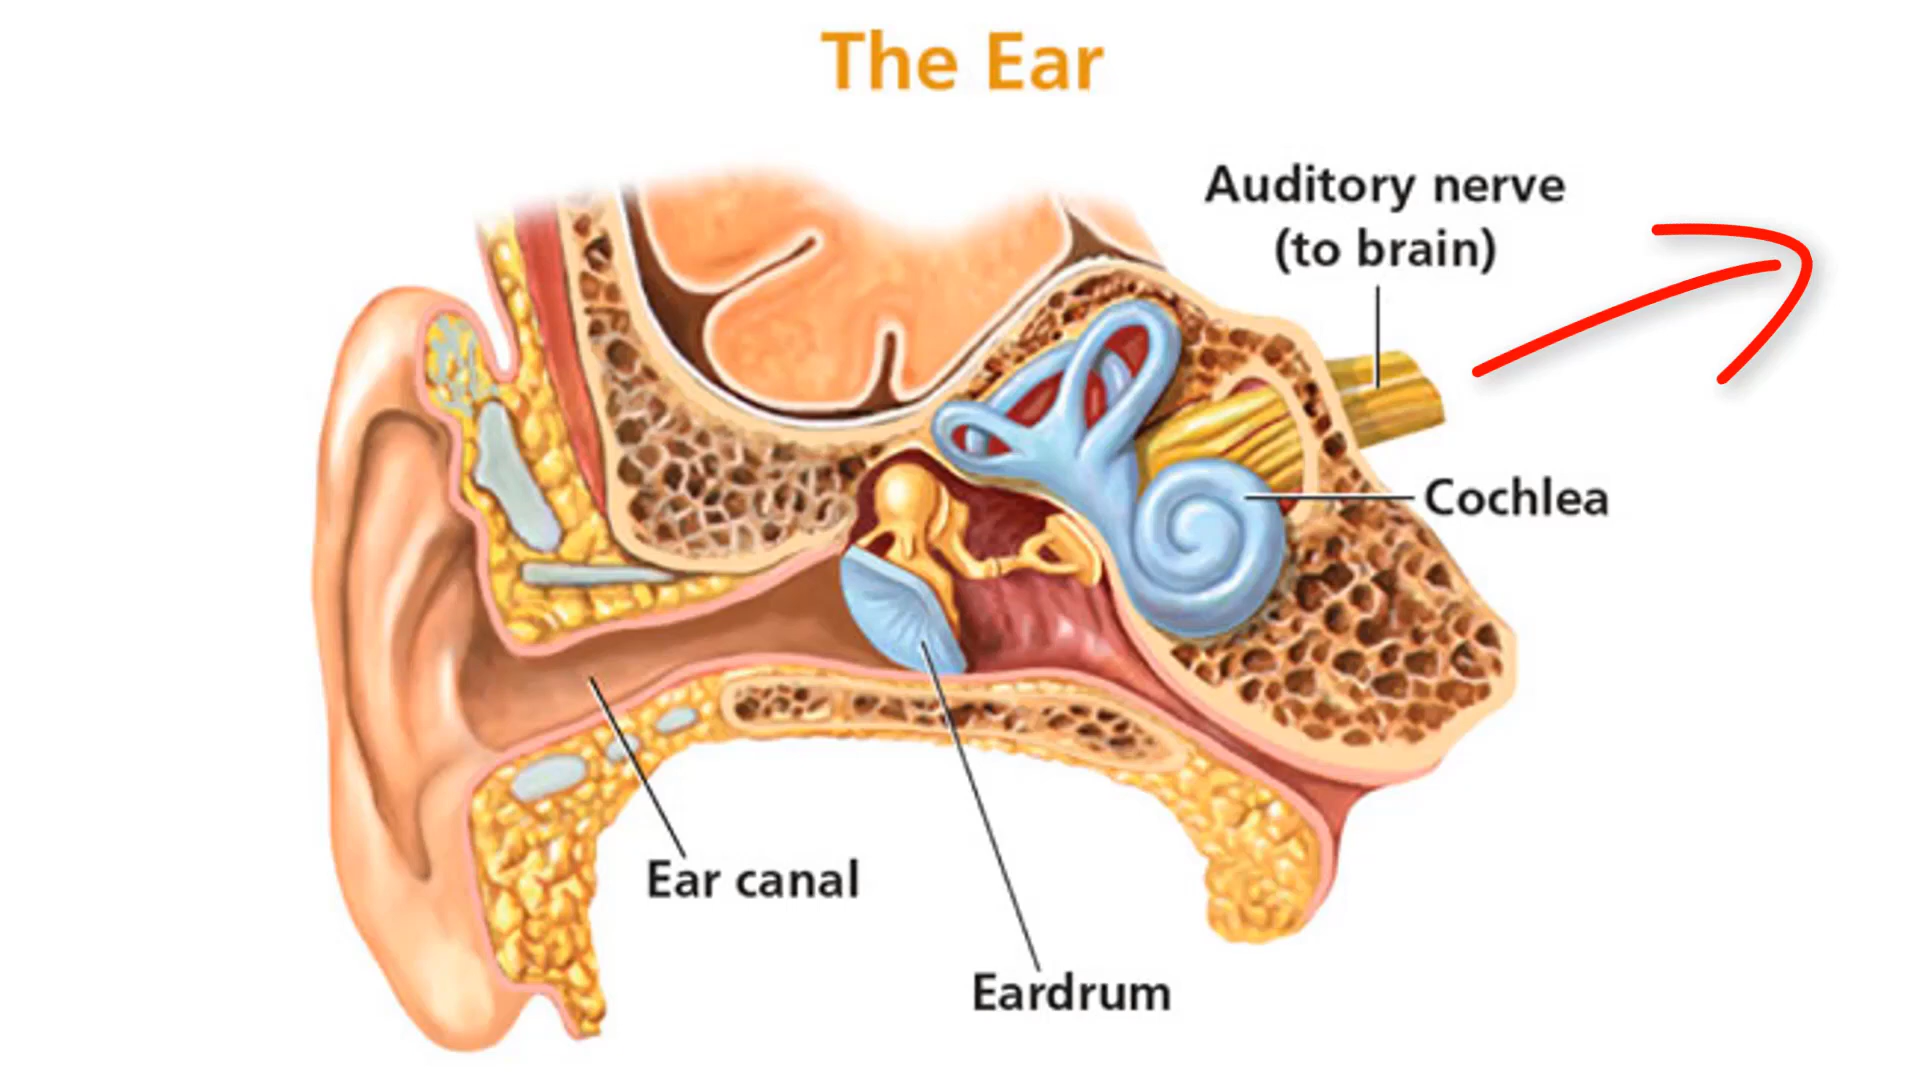 The Ear
Auditory nerve
(to brain)
Cochlea
Ear canal
Eardrum